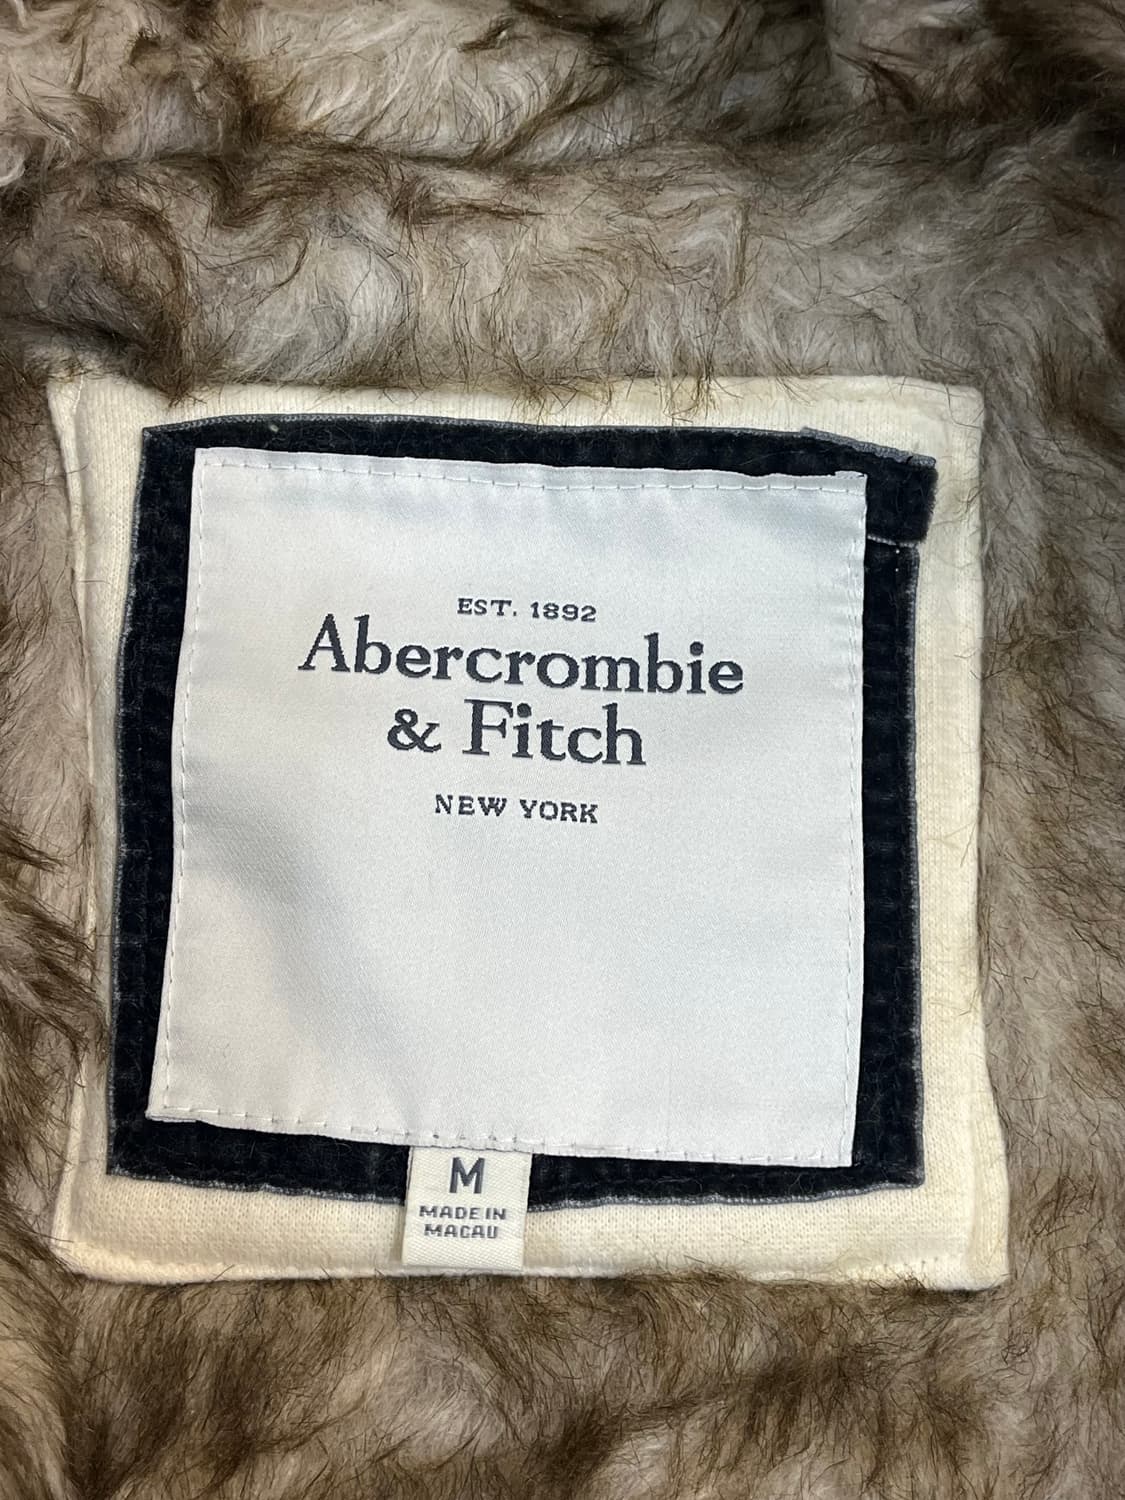 EST. 1892
Abercrombie
& Fitch
NEW YORK
M
MADE IN
MACAU